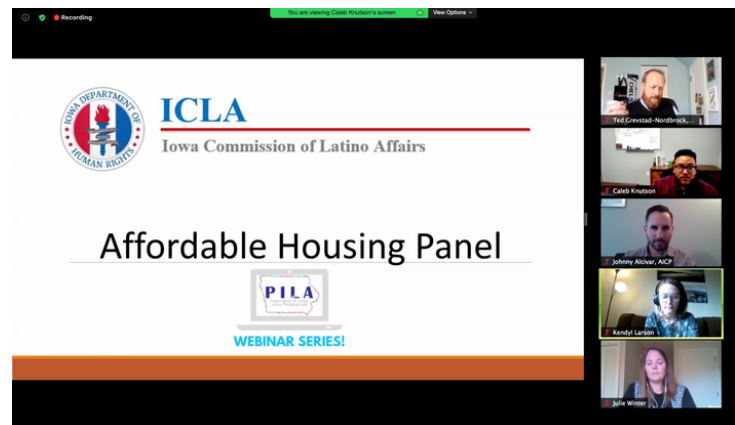 Recording
You are viewing Caleb Knutson's screen
View Options
IOWA DEPARTMENT OF
HUMAN RIGHTS
ICLA
Iowa Commission of Latino Affairs
Affordable Housing Panel
PILA
WEBINAR SERIES!
Ted Grevstad-Nordbrock,...
Caleb Knutson
Johnny Alcivar, AICP
Kendyl Larson
Julie Winter